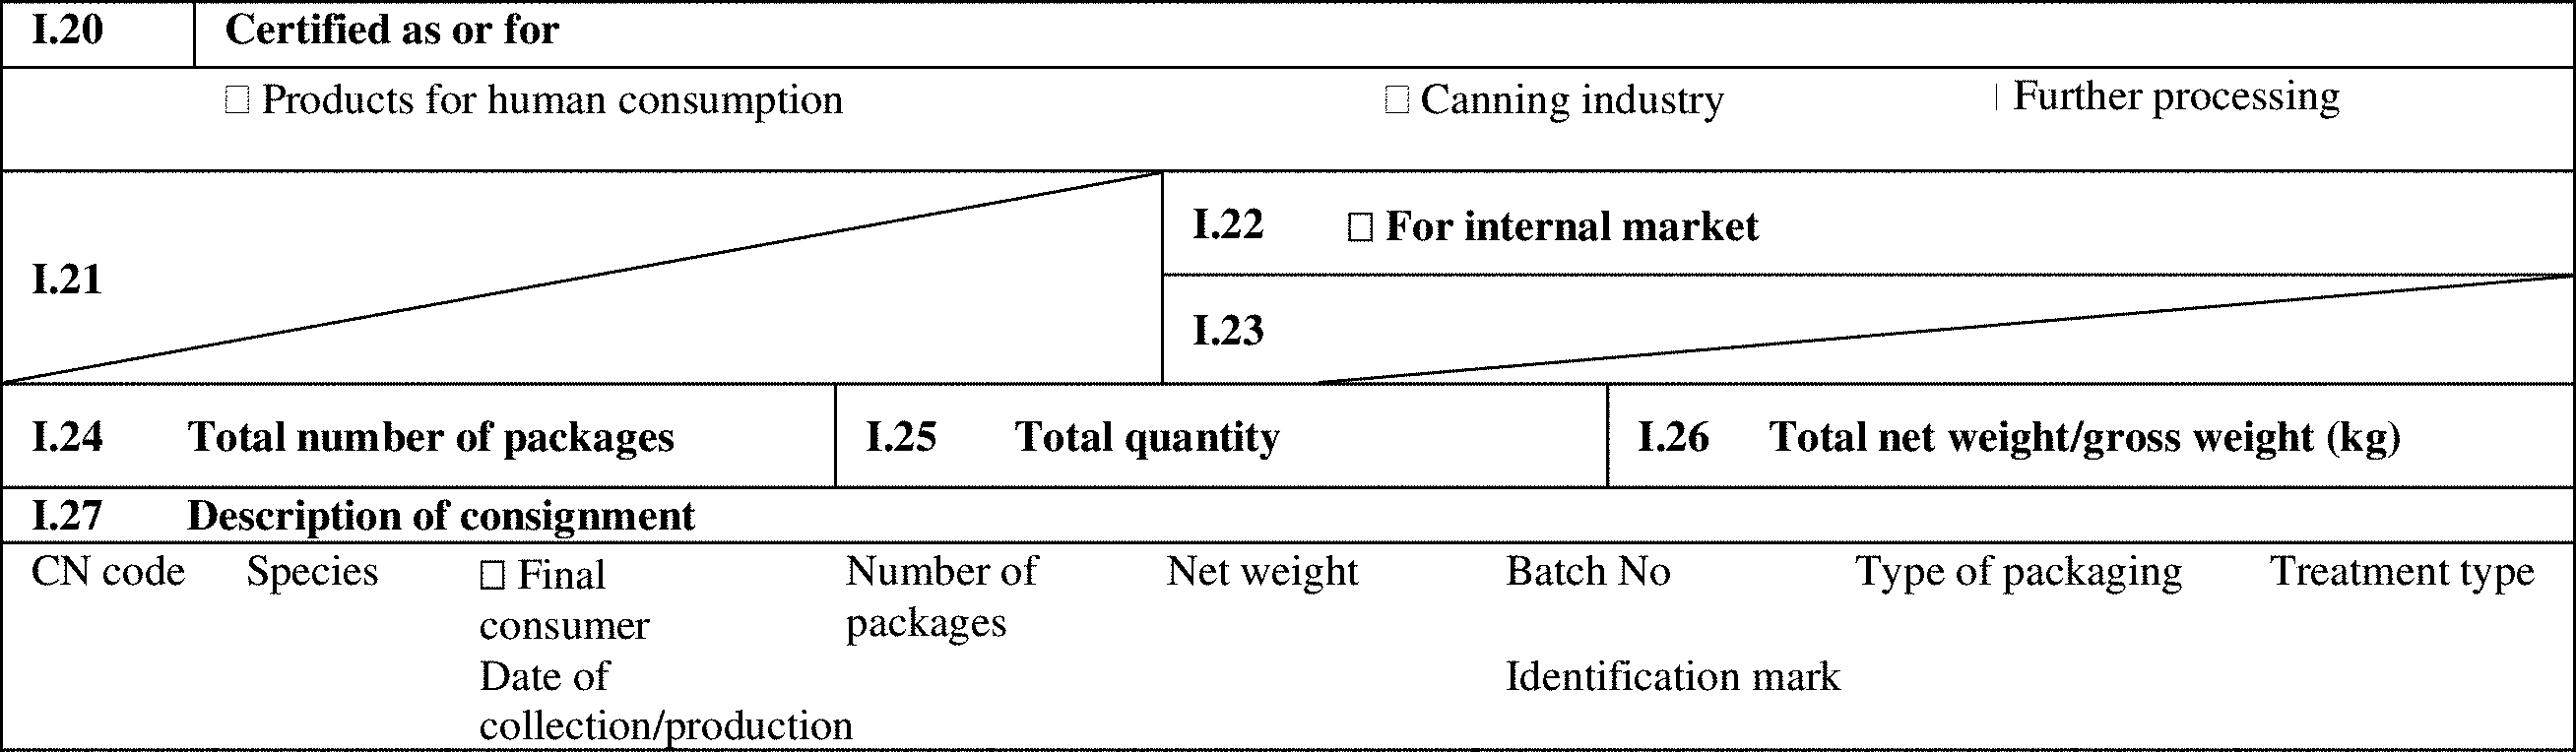 I.20 Certified as or for
☐ Products for human consumption ☐ Canning industry Further processing
I.21
I.22 ☐ For internal market
I.23
I.24 Total number of packages I.25 Total quantity I.26 Total net weight/gross weight (kg)
I.27 Description of consignment
CN code Species ☐ Final Number of Net weight Batch No Type of packaging Treatment type
consumer packages
Date of Identification mark
collection/production